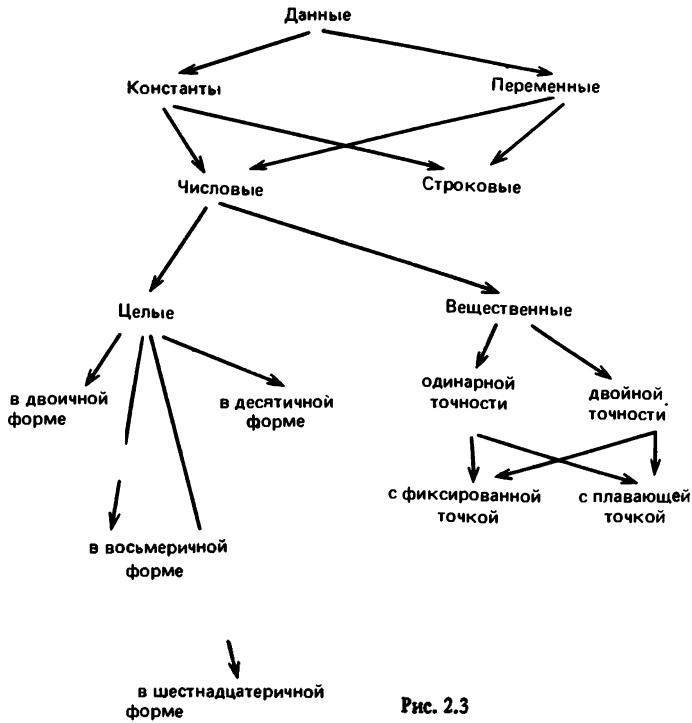 Данные
Константы
Переменные
Числовые
Строковые
Целые
Вещественные
в двоичной
форме
в десятичной
форме
одинарной
точности
двойной
точности
с фиксированной
точкой
с плавающей
точкой
в восьмеричной
форме
в шестнадцатеричной
форме
Рис. 2.3